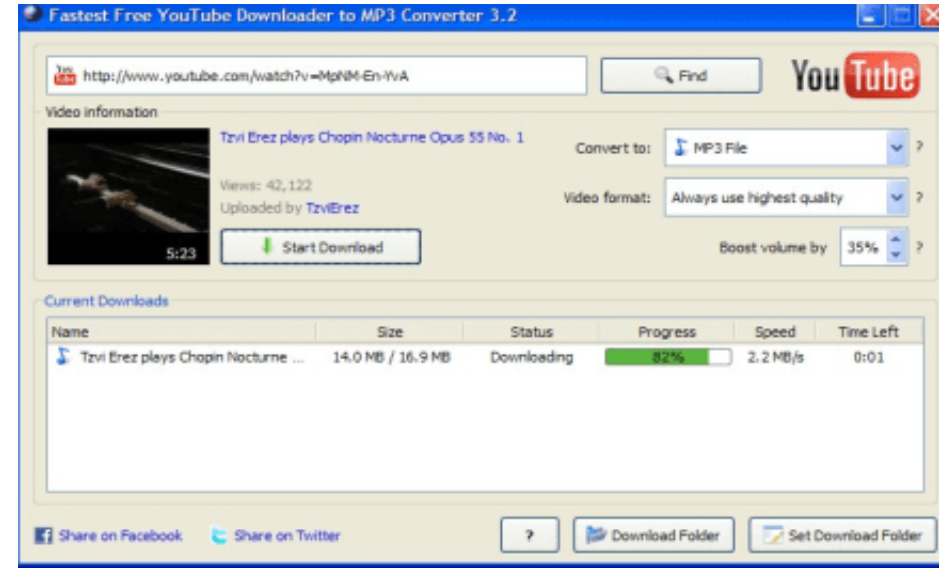 Fastest Free YouTube Downloader to MP3 Converter 3.2
http://www.youtube.com/watch?v=MpNM-En-YvA
Find
You Tube
Video information
Tzvi Erez plays Chopin Nocturne Opus 55 No. 1
Convert to: MP3 File ?
Views: 42,122
Uploaded by TzviErez
Video format: Always use highest quality ?
5:23
Start Download
Boost volume by 35% ?
Current Downloads
Name Size Status Progress Speed Time Left
Tzvi Erez plays Chopin Nocturne ... 14.0 MB / 16.9 MB Downloading 82% 2.2 MB/s 0:01
Share on Facebook Share on Twitter ? Download Folder Set Download Folder